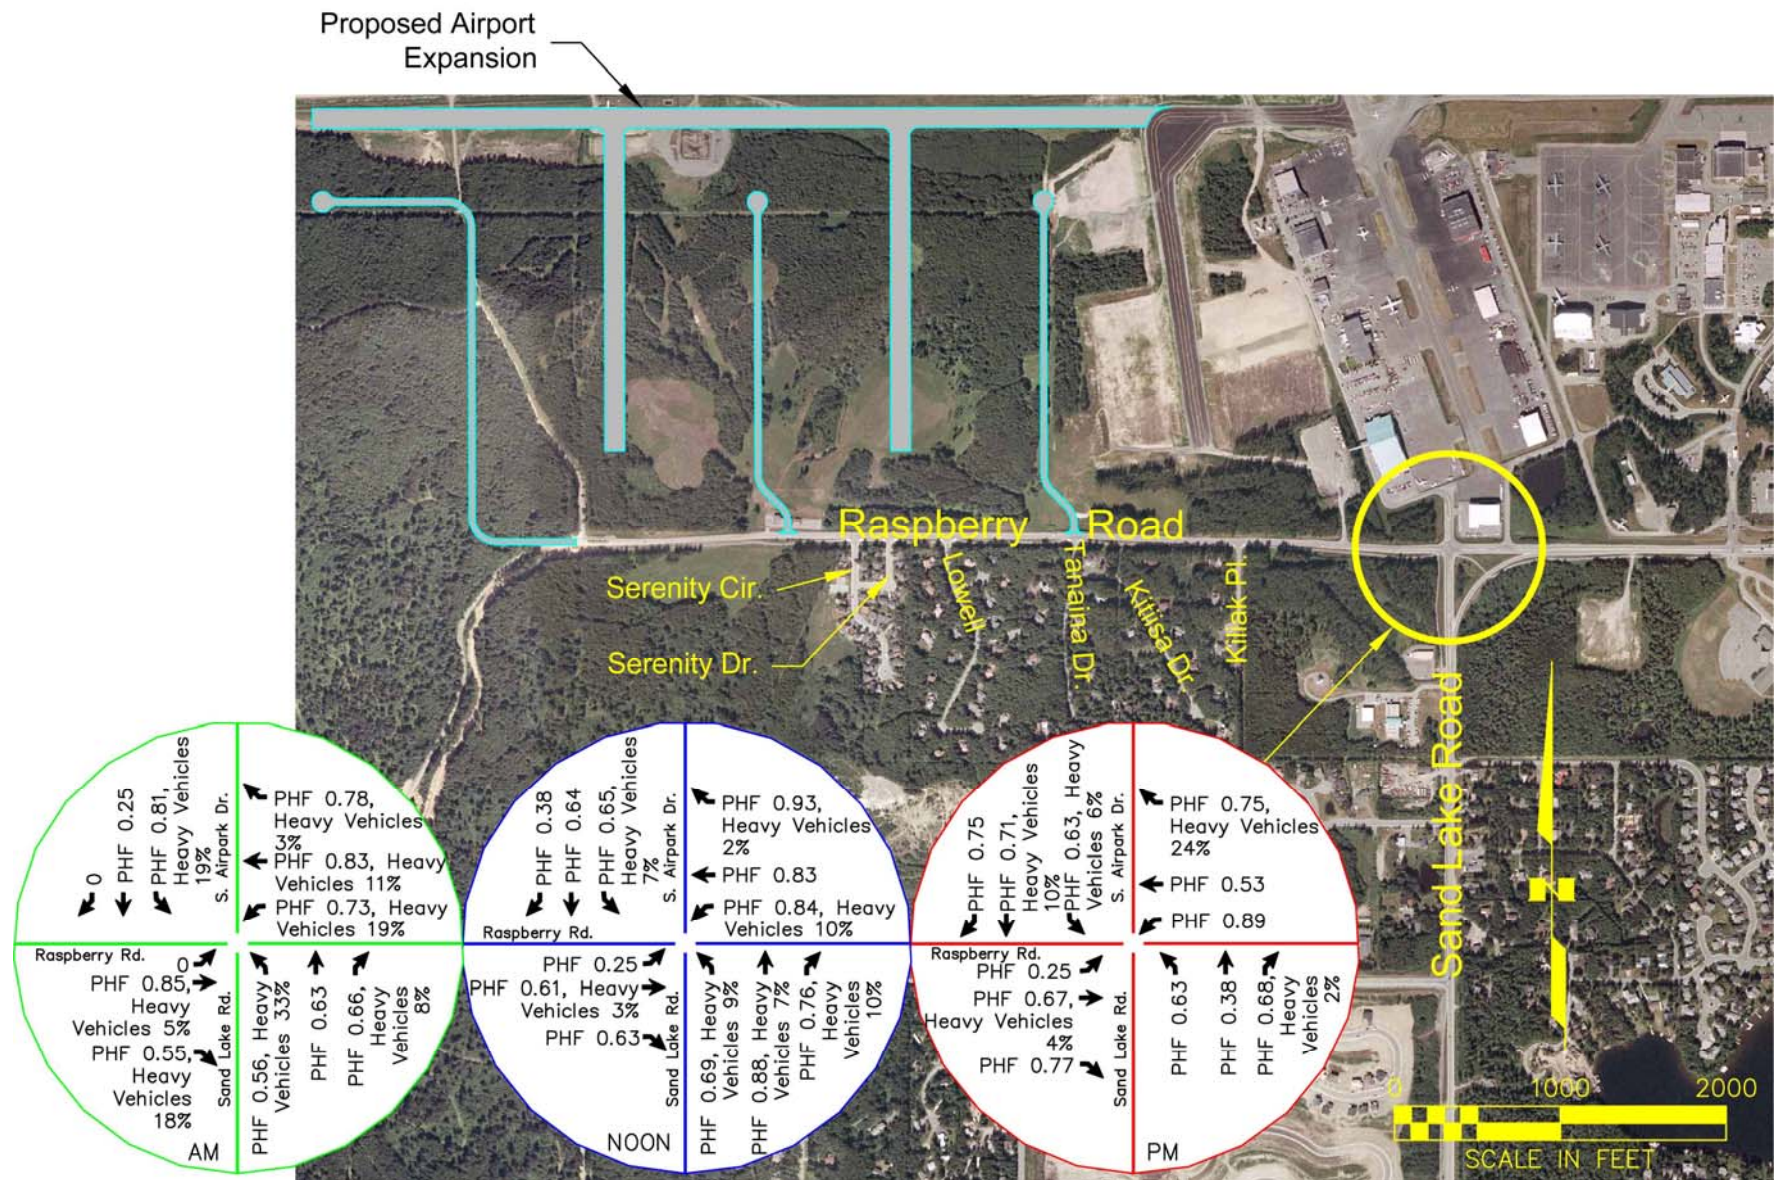 Proposed Airport
Expansion
Raspberry Road
Serenity Cir.
Serenity Dr.
Lowell
Tanaina Dr.
Kitlisa Dr.
Killak Pl.
Sand Lake Road
N
0 1000 2000
SCALE IN FEET
0
PHF 0.25
PHF 0.81,
Heavy Vehicles
19%
S. Airpark Dr.
PHF 0.78,
Heavy Vehicles
3%
PHF 0.83, Heavy
Vehicles 11%
PHF 0.73, Heavy
Vehicles 19%
Raspberry Rd.
0
PHF 0.85,
Heavy
Vehicles 5%
PHF 0.55,
Heavy
Vehicles
18%
Sand Lake Rd.
PHF 0.56, Heavy
Vehicles 33%
PHF 0.63
PHF 0.66,
Heavy
Vehicles
8%
AM
PHF 0.38
PHF 0.64
PHF 0.65,
Heavy Vehicles
7%
S. Airpark Dr.
PHF 0.93,
Heavy Vehicles
2%
PHF 0.83
PHF 0.84, Heavy
Vehicles 10%
Raspberry Rd.
PHF 0.25
PHF 0.61, Heavy
Vehicles 3%
PHF 0.63
Sand Lake Rd.
PHF 0.69, Heavy
Vehicles 9%
PHF 0.88, Heavy
Vehicles 7%
PHF 0.76,
Heavy
Vehicles
10%
NOON
PHF 0.75
PHF 0.71,
Heavy Vehicles
10%
PHF 0.63, Heavy
Vehicles 6%
S. Airpark Dr.
PHF 0.75,
Heavy Vehicles
24%
PHF 0.53
PHF 0.89
Raspberry Rd.
PHF 0.25
PHF 0.67,
Heavy Vehicles
4%
PHF 0.77
Sand Lake Rd.
PHF 0.63
PHF 0.38
PHF 0.68,
Heavy
Vehicles
2%
PM